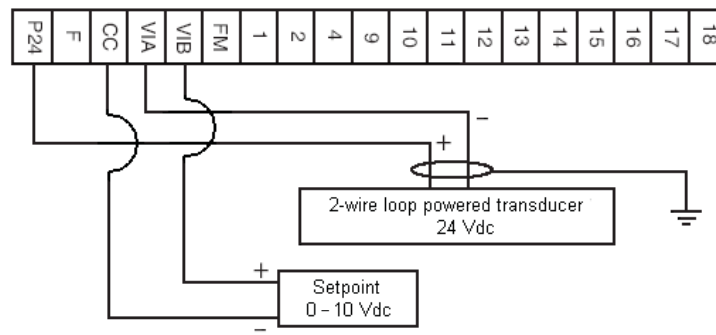 P24 F CC VIA VIB FM 1 2 4 9 10 11 12 13 14 15 16 17 18
−
+
2-wire loop powered transducer
24 Vdc
+
Setpoint
0 – 10 Vdc
−